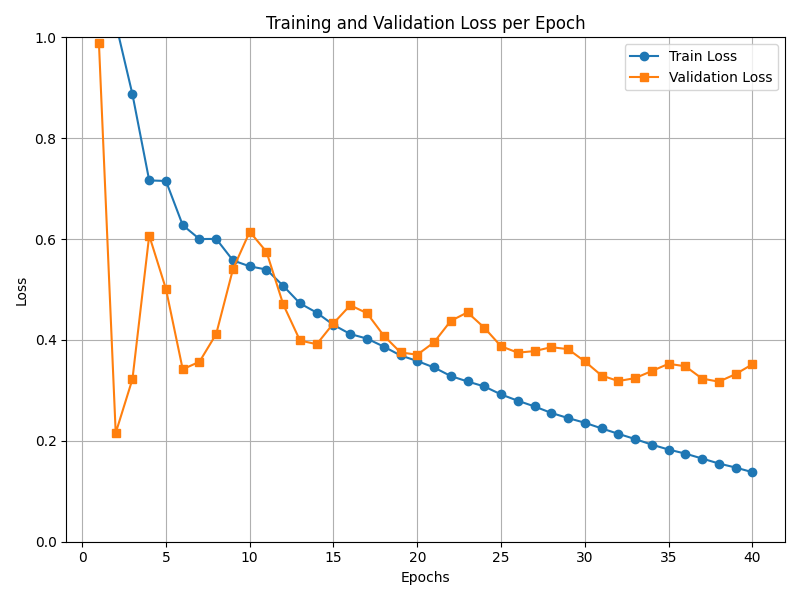 Training and Validation Loss per Epoch
Train Loss
Validation Loss
1.0
0.8
0.6
0.4
0.2
0.0
Loss
0 5 10 15 20 25 30 35 40
Epochs